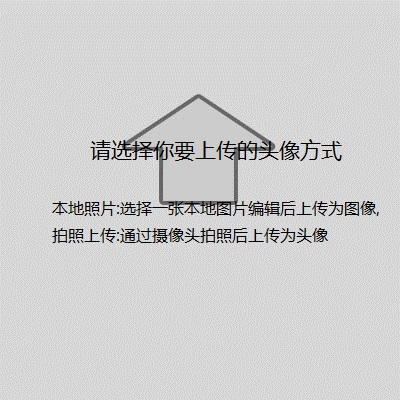 请选择你要上传的头像方式
本地照片:选择一张本地图片编辑后上传为图像,
拍照上传:通过摄像头拍照后上传为头像